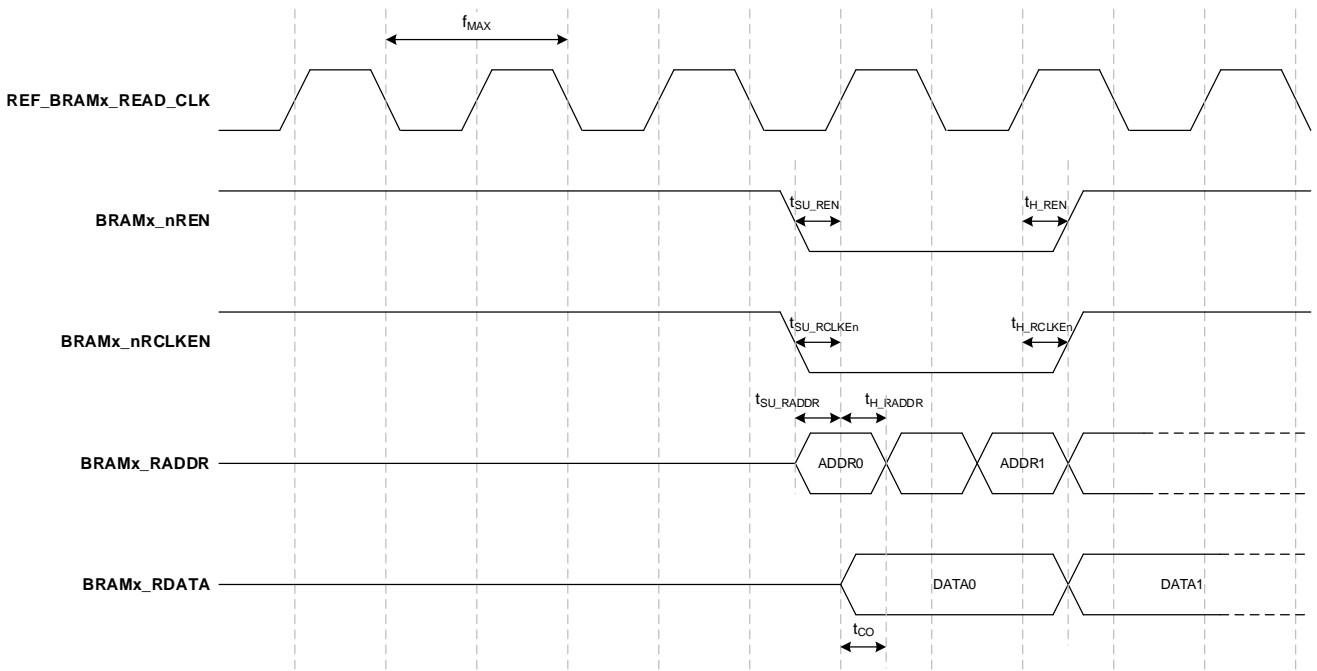 fMAX
REF_BRAMx_READ_CLK
tSU_REN
tH_REN
BRAMx_nREN
tSU_RCLKEn
tH_RCLKEn
BRAMx_nRCLKEN
tSU_RADDR
tH_RADDR
BRAMx_RADDR
ADDR0
ADDR1
BRAMx_RDATA
DATA0
DATA1
tCO